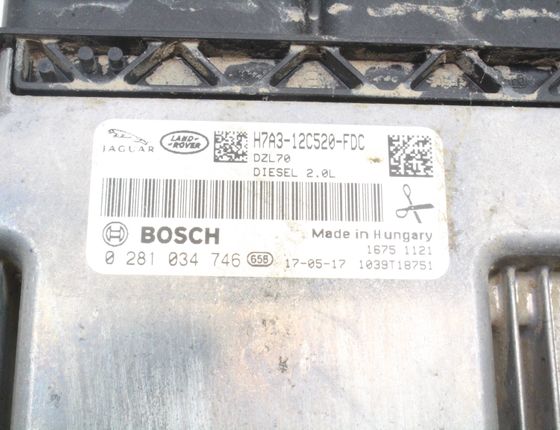 JAGUAR
LAND-
ROVER
H7A3-12C520-FDC
DZL70
DIESEL 2.0L
BOSCH
Made in Hungary
1675 1121
0 281 034 746 65B 17-05-17 1039T18751